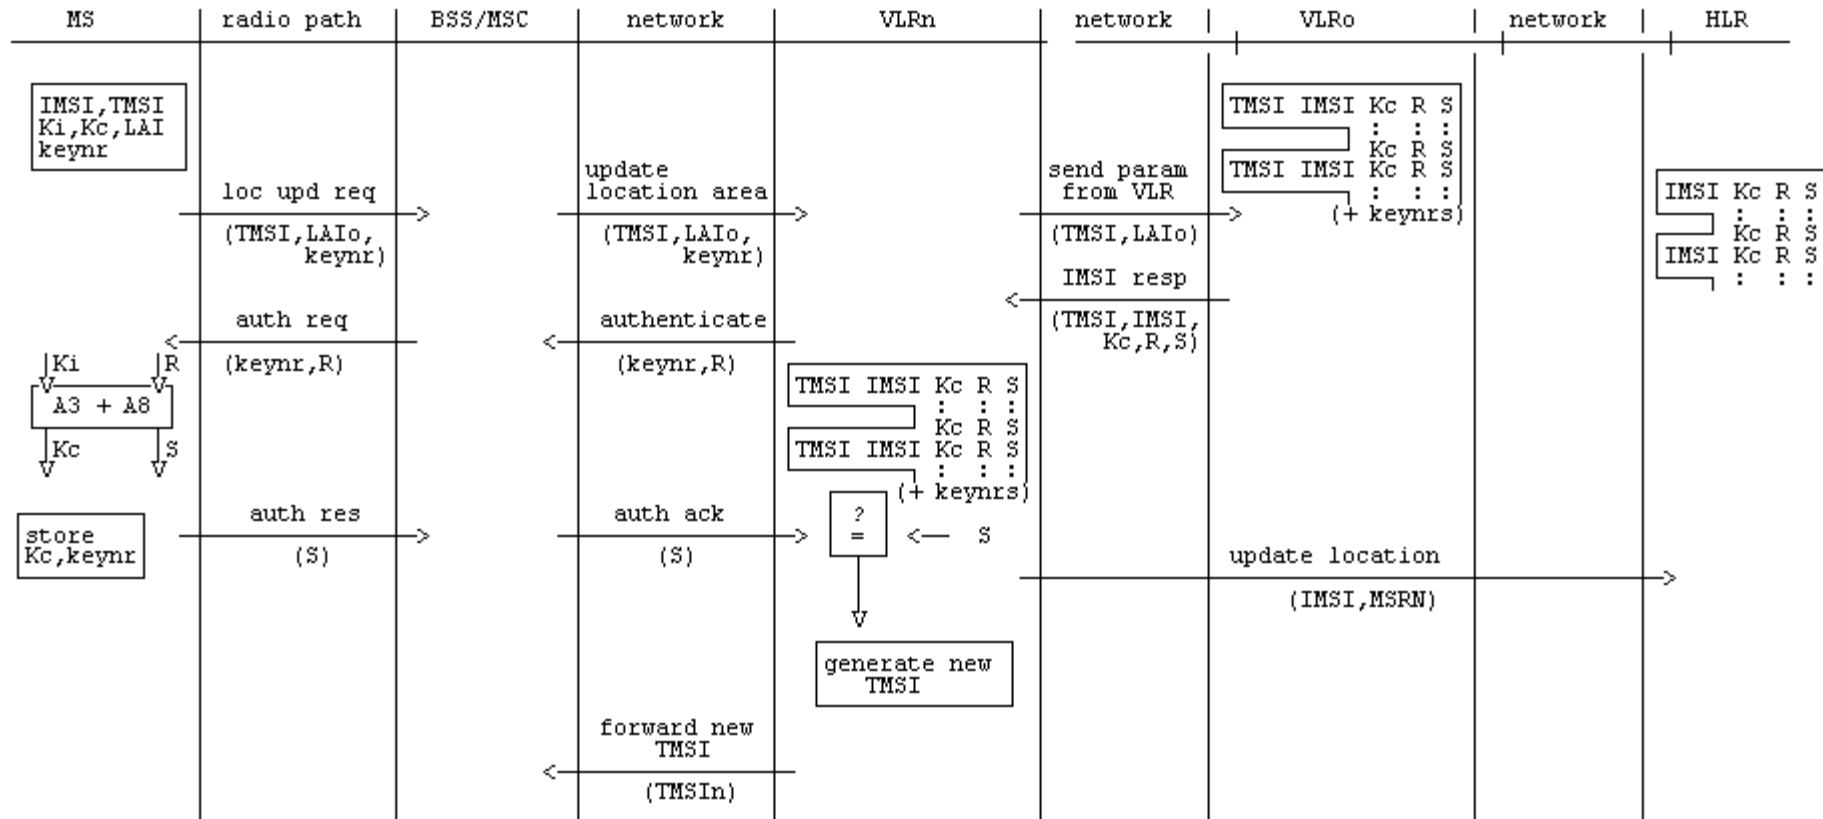 MS | radio path | BSS/MSC | network | VLRn | network | VLRo | network | HLR
IMSI,TMSI
Ki,Kc,LAI
keynr
TMSI IMSI Kc R S
: : :
Kc R S
TMSI IMSI Kc R S
: : :
(+ keynrs)
IMSI Kc R S
: : :
Kc R S
IMSI Kc R S
: : :
loc upd req
(TMSI,LAIo,
keynr)
update
location area
(TMSI,LAIo,
keynr)
send param
from VLR
(TMSI,LAIo)
IMSI resp
(TMSI,IMSI,
Kc,R,S)
auth req
(keynr,R)
authenticate
(keynr,R)
Ki R
A3 + A8
Kc S
TMSI IMSI Kc R S
: : :
Kc R S
TMSI IMSI Kc R S
: : :
(+ keynrs)
store
Kc,keynr
auth res
(S)
auth ack
(S)
?
=
S
update location
(IMSI,MSRN)
generate new
TMSI
forward new
TMSI
(TMSIn)